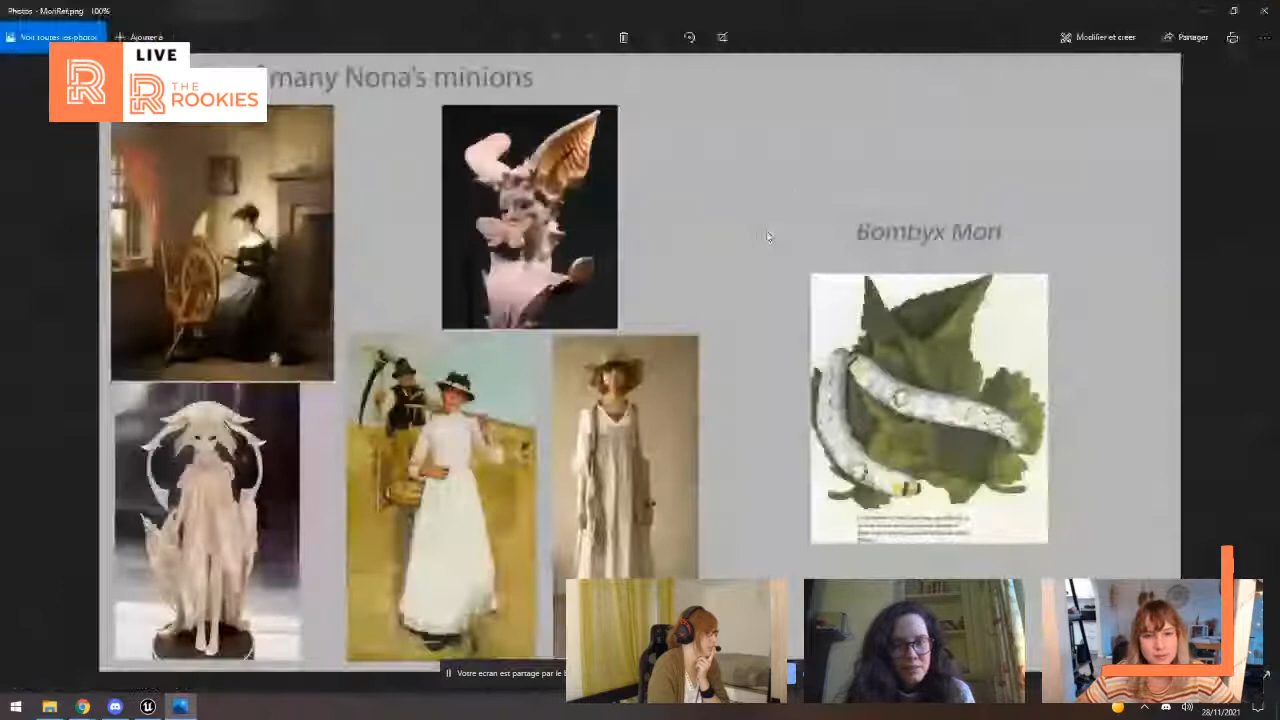 Photos - MoriRef.png - 100%
Voir toutes les photos
Ajouter à
Modifier et créer
Partager
LIVE
THE
ROOKIES
many Nona's minions
Bombyx Mori
Votre écran est partagé par le
28/11/2021